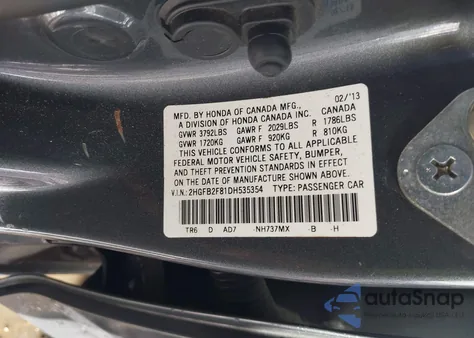 02/'13
MFD. BY HONDA OF CANADA MFG.,
A DIVISION OF HONDA CANADA INC. CANADA
GVWR 3792LBS GAWR F 2029LBS R 1786LBS
GVWR 1720KG GAWR F 920KG R 810KG
THIS VEHICLE CONFORMS TO ALL APPLICABLE
FEDERAL MOTOR VEHICLE SAFETY, BUMPER,
AND THEFT PREVENTION STANDARDS IN EFFECT
ON THE DATE OF MANUFACTURE SHOWN ABOVE.
V.I.N.: 2HGFB2F81DH535354 TYPE: PASSENGER CAR
TR6 D AD7 NH737MX -B -H
autoSnap